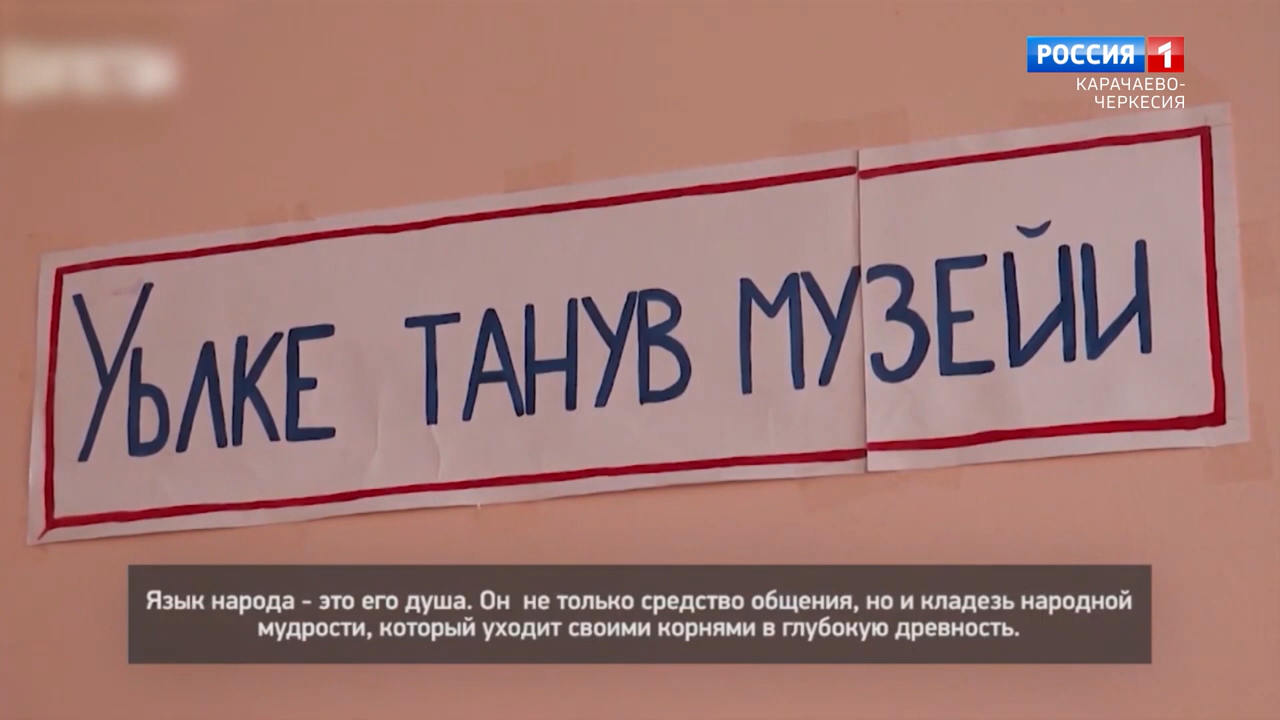 РОССИЯ 1
КАРАЧАЕВО-
ЧЕРКЕСИЯ
Уьлке танув музейи
Язык народа - это его душа. Он не только средство общения, но и кладезь народной
мудрости, который уходит своими корнями в глубокую древность.